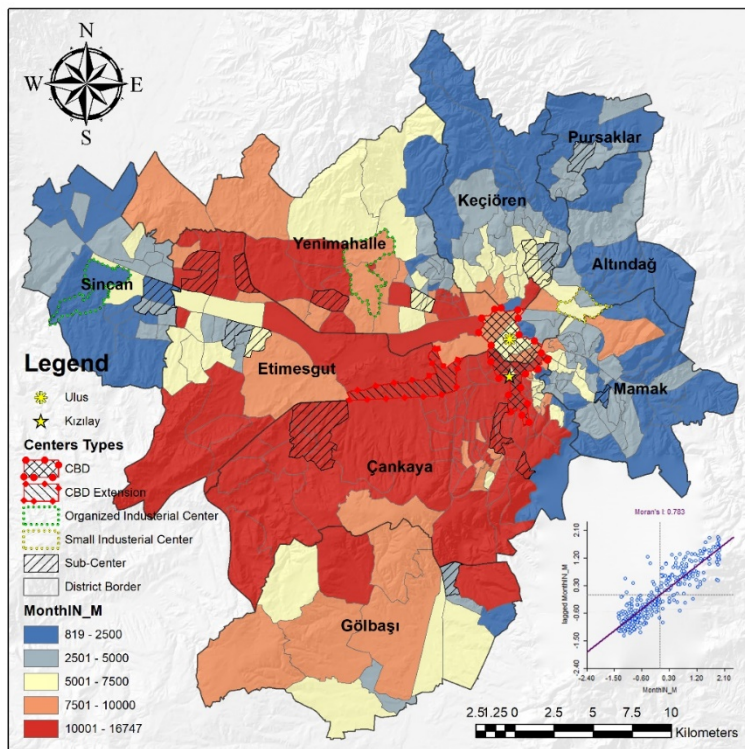 N
W E
S
Pursaklar
Keçiören
Yenimahalle
Altındağ
Sincan
Legend
Etimesgut
Mamak
Ulus
Kızılay
Centers Types
CBD
CBD Extension
Organized Industerial Center
Small Industerial Center
Sub-Center
District Border
Çankaya
MonthIN_M
819 - 2500
2501 - 5000
5001 - 7500
7501 - 10000
10001 - 16747
Gölbaşı
Moran's I: 0.783
lagged MonthIN_M
2.10
1.20
0.30
-0.60
-1.50
-2.40
-2.40 -1.50 -0.60 0.30 1.20 2.10
MonthIN_M
2.51.25 0 2.5 5 7.5 10
Kilometers